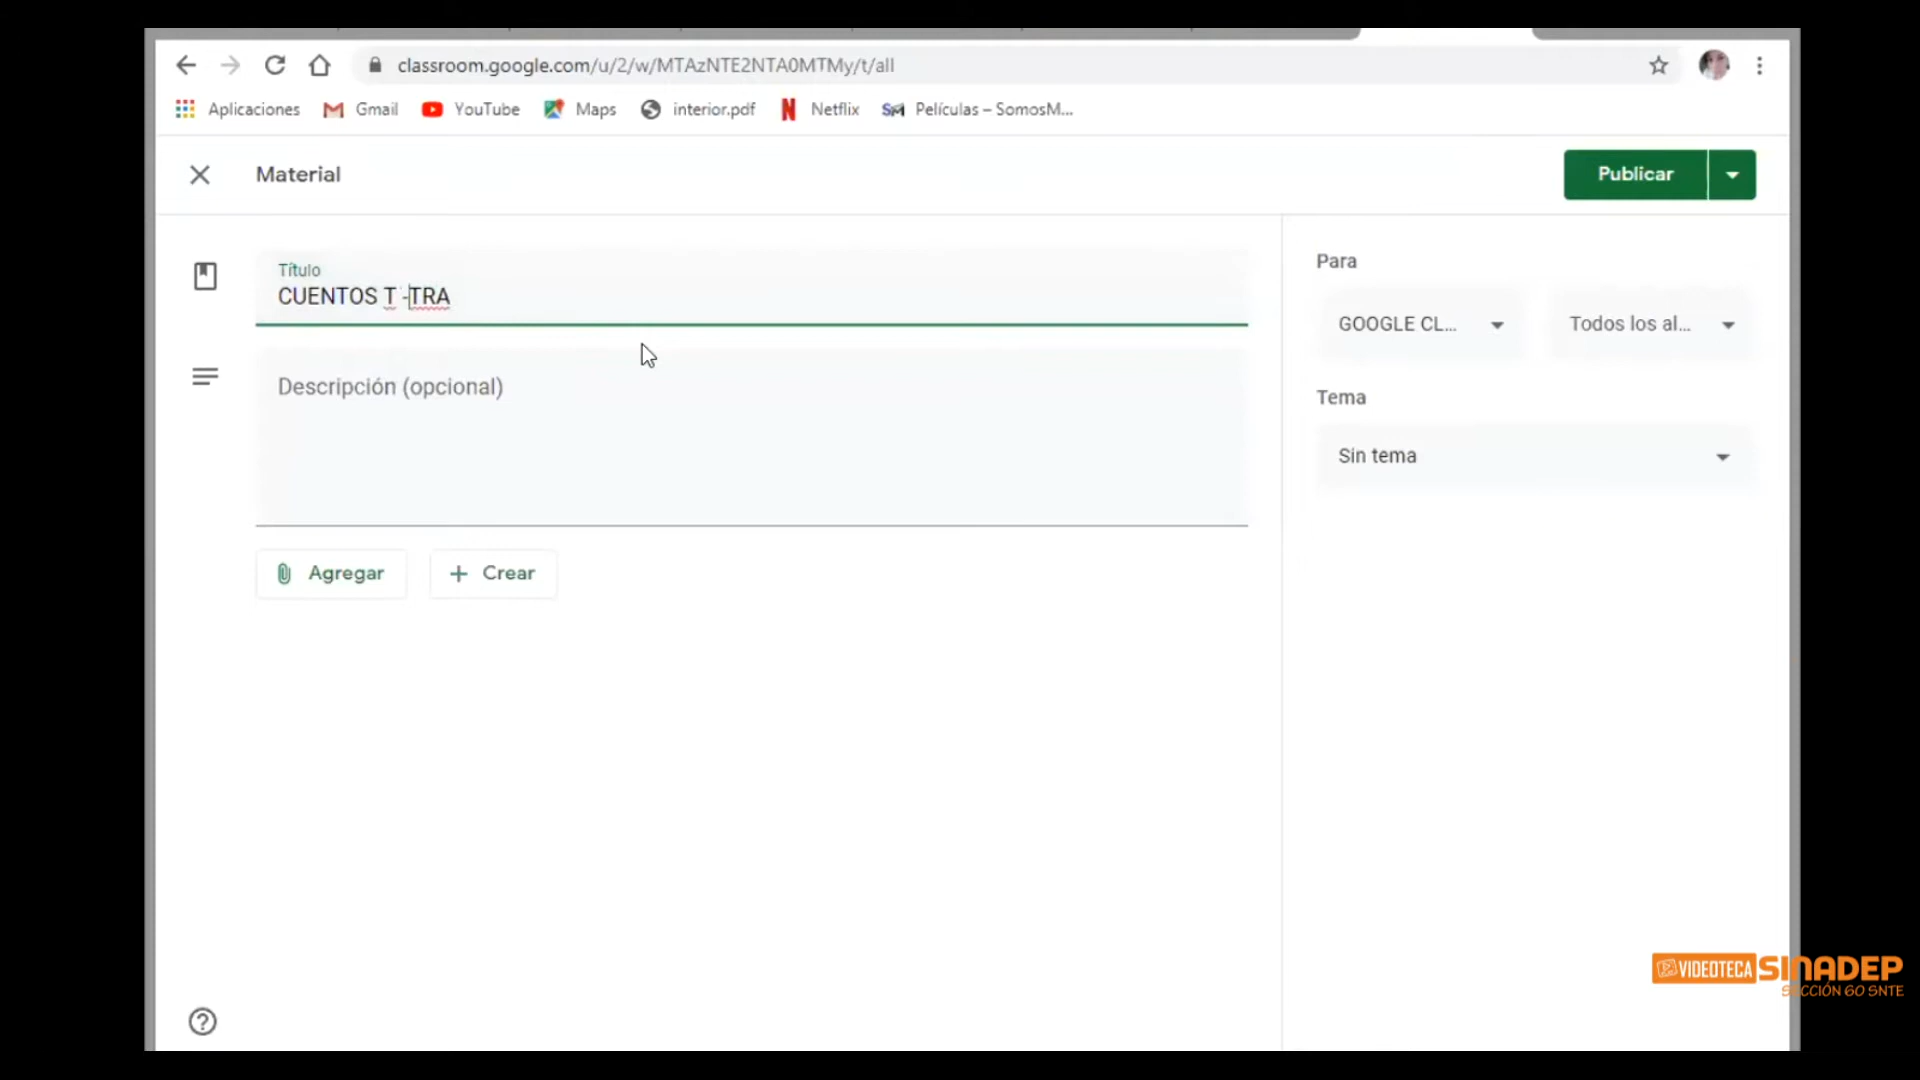 classroom.google.com/u/2/w/MTAzNTE2NTA0MTMy/t/all
Aplicaciones Gmail YouTube Maps interior.pdf Netflix SM Películas – SomosM...
Material
Publicar
Título
CUENTOS T -TRA
Descripción (opcional)
Agregar
Crear
Para
GOOGLE CL...
Todos los al...
Tema
Sin tema
VIDEOTECA SINADEP
SECCIÓN 60 SNTE